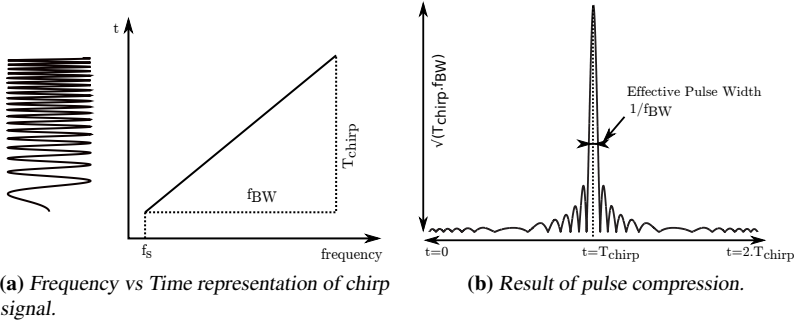 t
T_chirp
f_BW
f_s
frequency
(a) Frequency vs Time representation of chirp
signal.
√(T_chirp.f_BW)
Effective Pulse Width
1/f_BW
t=0
t=T_chirp
t=2.T_chirp
(b) Result of pulse compression.